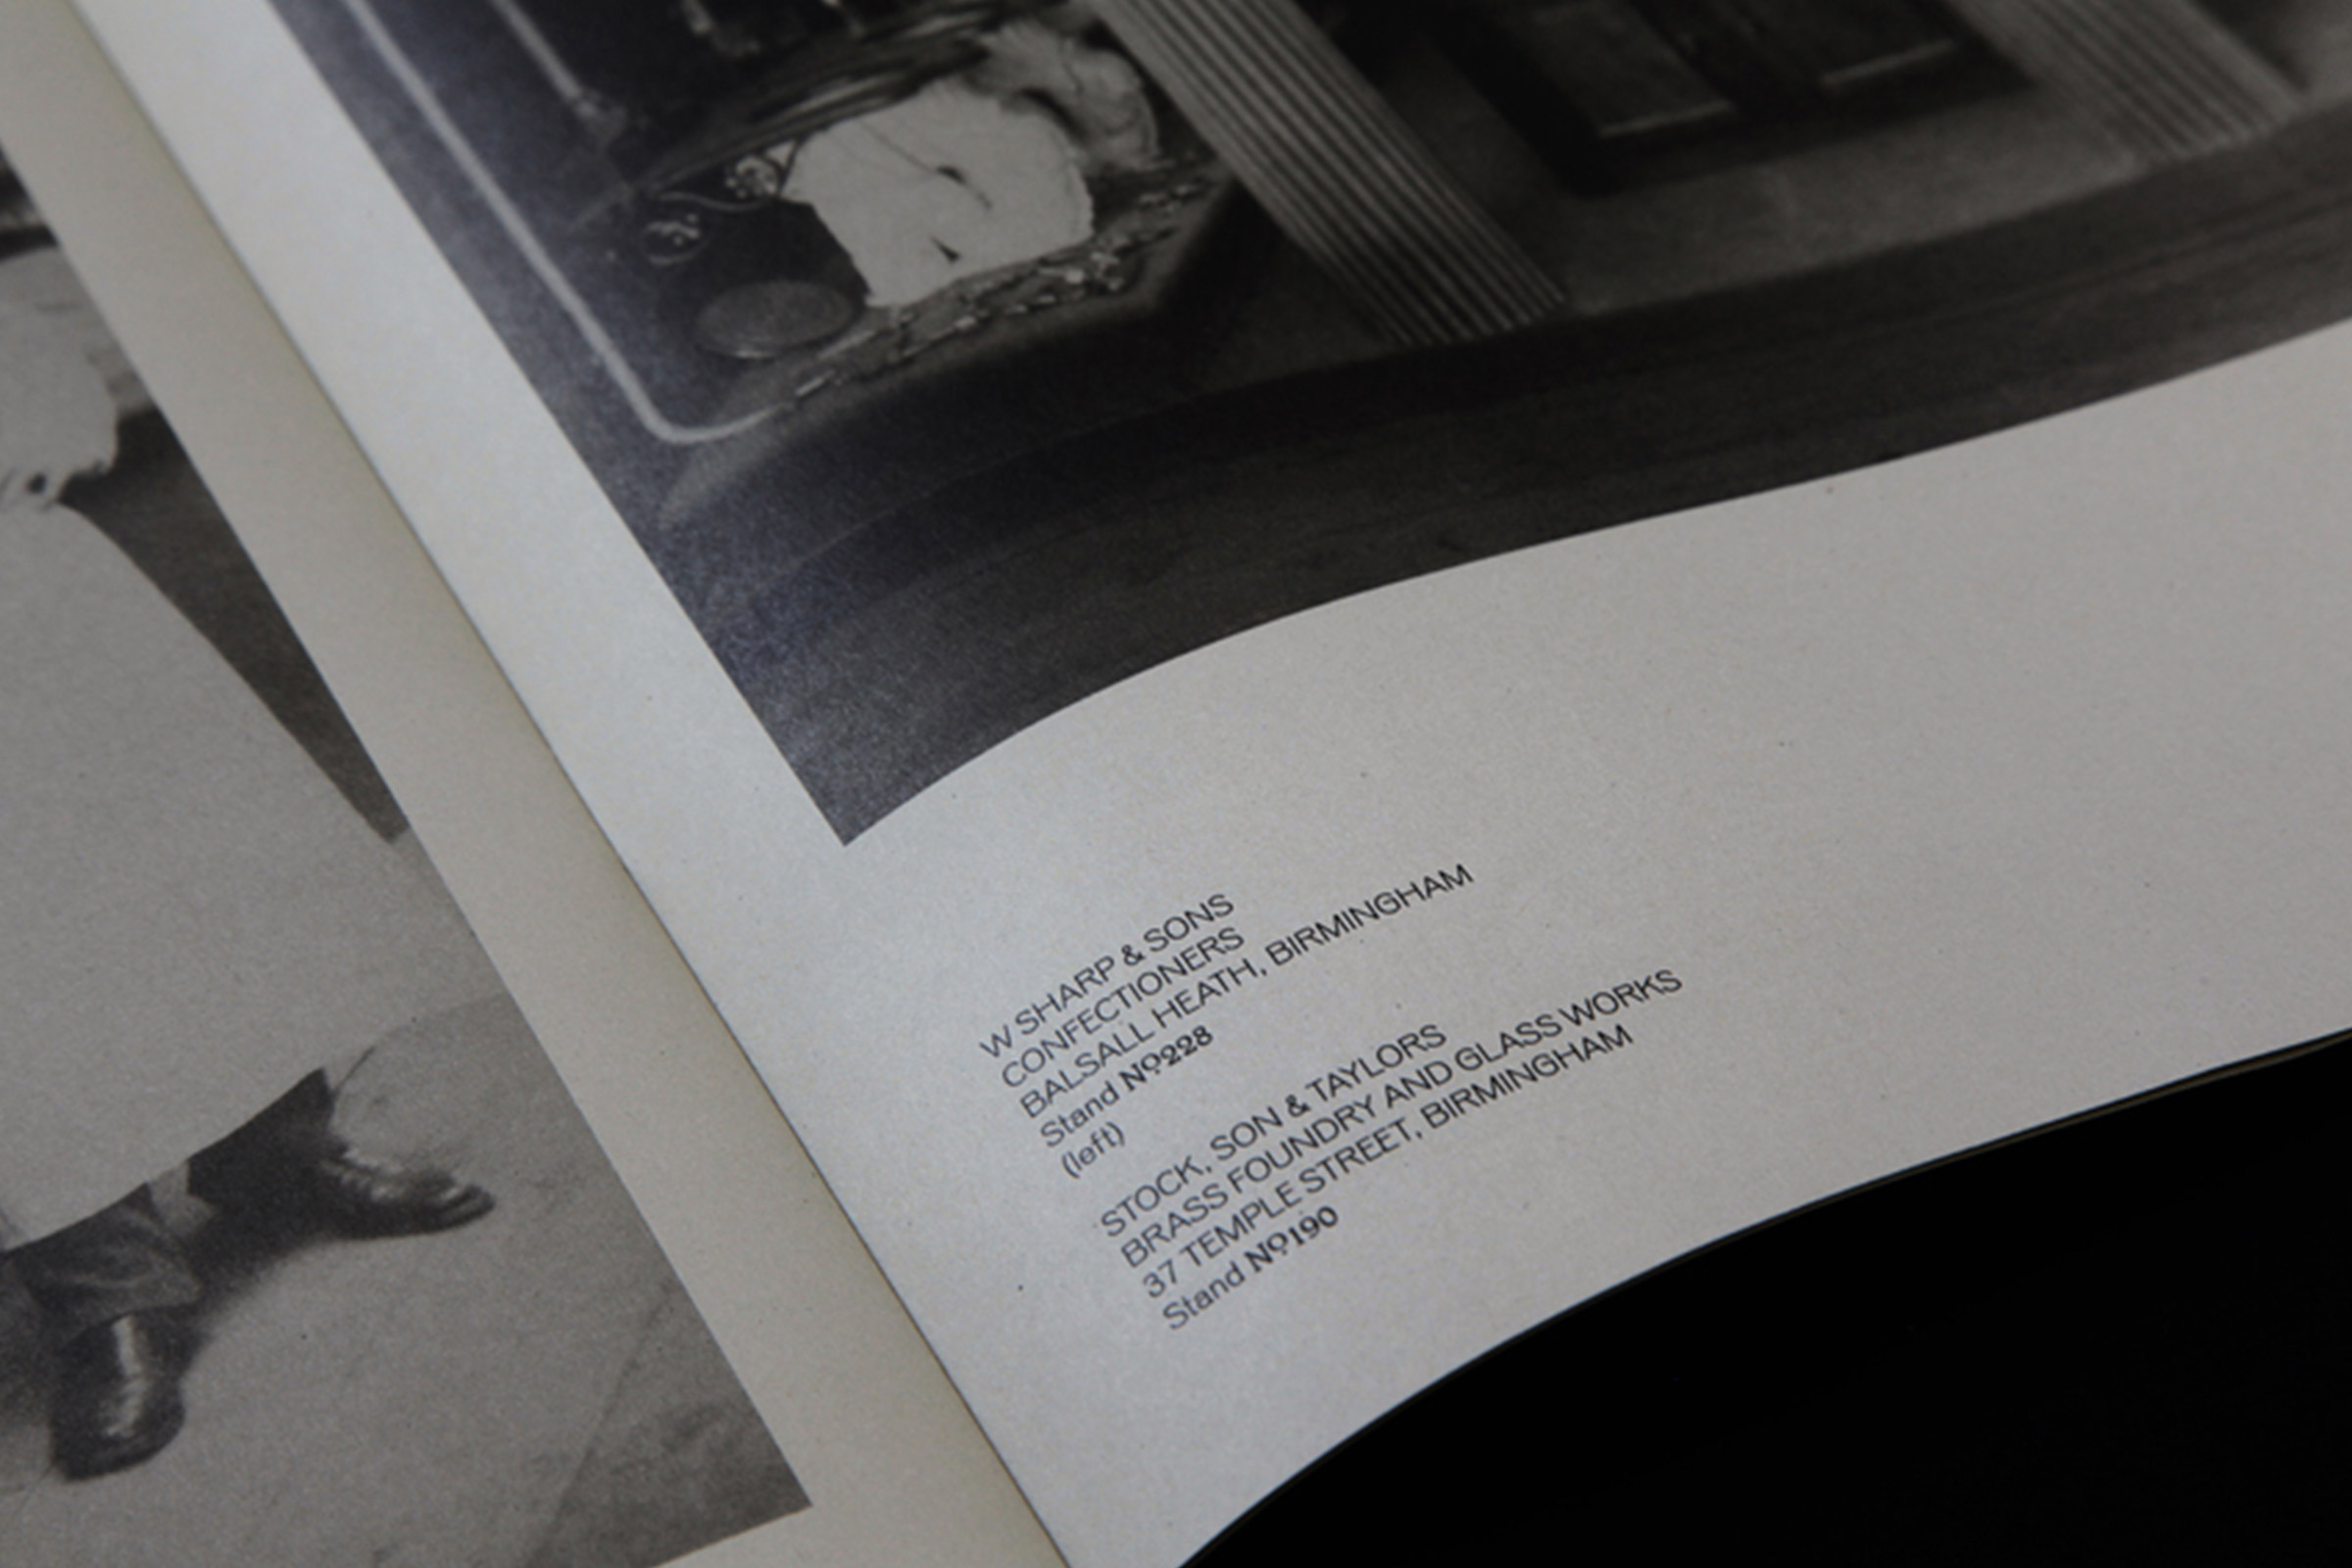 W SHARP & SONS
CONFECTIONERS
BALSALL HEATH, BIRMINGHAM
Stand Nº228
(left)
STOCK, SON & TAYLORS
BRASS FOUNDRY AND GLASS WORKS
37 TEMPLE STREET, BIRMINGHAM
Stand Nº190